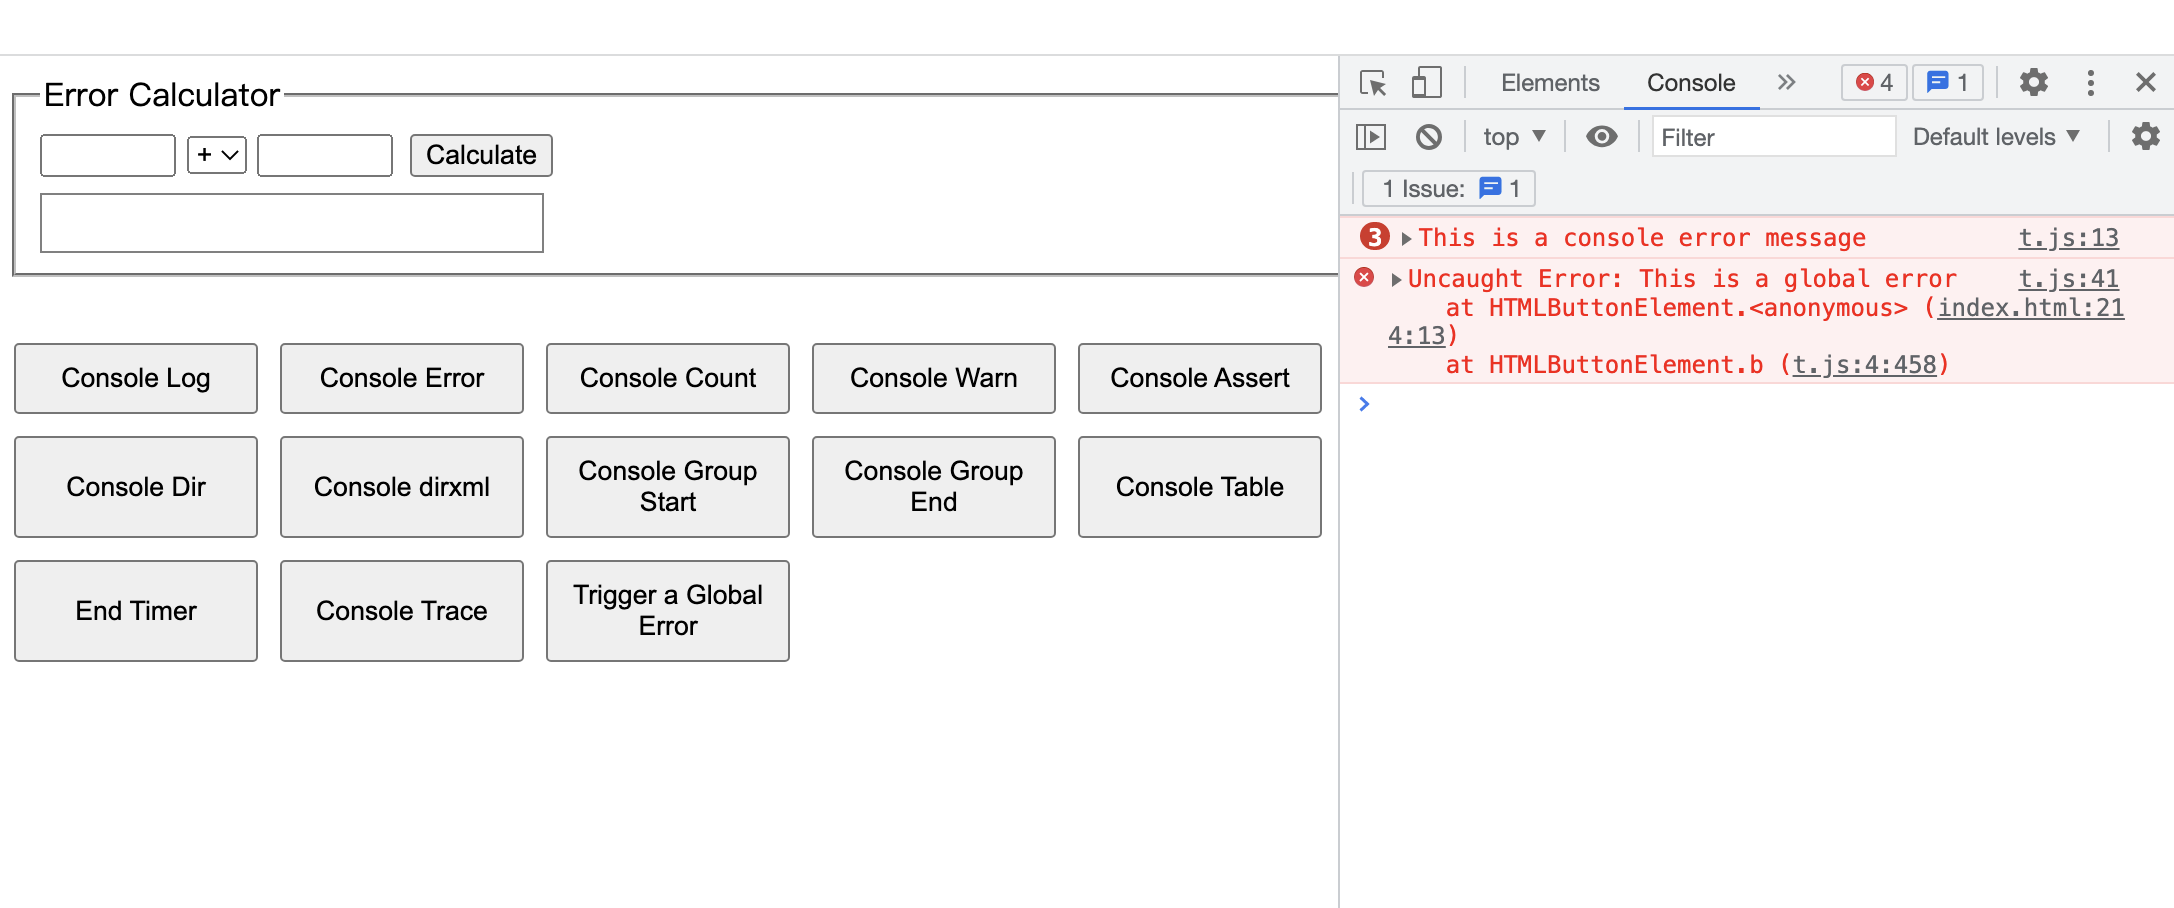 Error Calculator
+
Calculate
Console Log
Console Error
Console Count
Console Warn
Console Assert
Console Dir
Console dirxml
Console Group
Start
Console Group
End
Console Table
End Timer
Console Trace
Trigger a Global
Error
Elements
Console
4
1
top
Filter
Default levels
1 Issue:
1
3
This is a console error message
t.js:13
Uncaught Error: This is a global error
t.js:41
at HTMLButtonElement.<anonymous> (index.html:21
4:13)
at HTMLButtonElement.b (t.js:4:458)